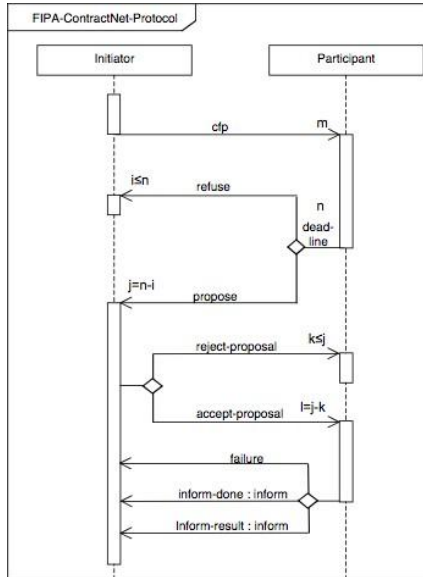 FIPA-ContractNet-Protocol
Initiator
Participant
cfp
m
i≤n
refuse
n
dead-
line
j=n-i
propose
reject-proposal
k≤j
accept-proposal
l=j-k
failure
inform-done : inform
Inform-result : inform